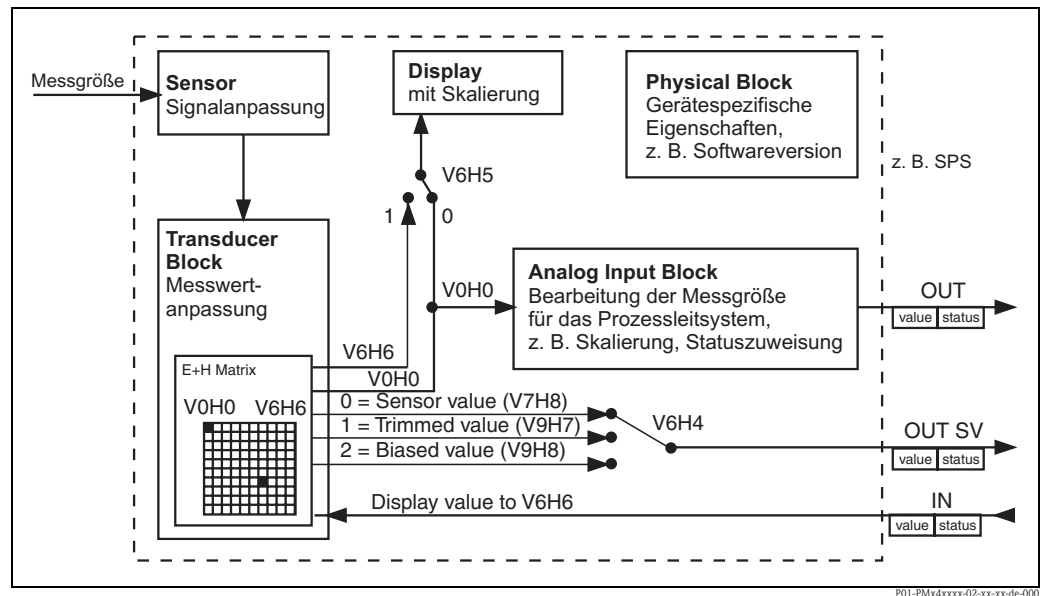 Messgröße
Sensor
Signalanpassung
Display
mit Skalierung
Physical Block
Gerätespezifische
Eigenschaften,
z. B. Softwareversion
z. B. SPS
V6H5
1
0
Transducer
Block
Messwert-
anpassung
V0H0
Analog Input Block
Bearbeitung der Messgröße
für das Prozessleitsystem,
z. B. Skalierung, Statuszuweisung
OUT
value status
V6H6
V0H0
E+H Matrix
V0H0 V6H6
0 = Sensor value (V7H8)
1 = Trimmed value (V9H7)
2 = Biased value (V9H8)
V6H4
OUT SV
value status
Display value to V6H6
IN
value status
P01-PMx4xxxx-02-xx-xx-de-000